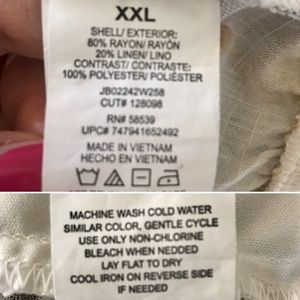 XXL
SHELL/ EXTERIOR:
80% RAYON/ RAYÓN
20% LINEN/ LINO
CONTRAST/ CONTRASTE:
100% POLYESTER/ POLIÉSTER
JB02242W258
CUT# 128098
RN# 58539
UPC# 747941652492
MADE IN VIETNAM
HECHO EN VIETNAM
MACHINE WASH COLD WATER
SIMILAR COLOR, GENTLE CYCLE
USE ONLY NON-CHLORINE
BLEACH WHEN NEDDED
LAY FLAT TO DRY
COOL IRON ON REVERSE SIDE
IF NEEDED